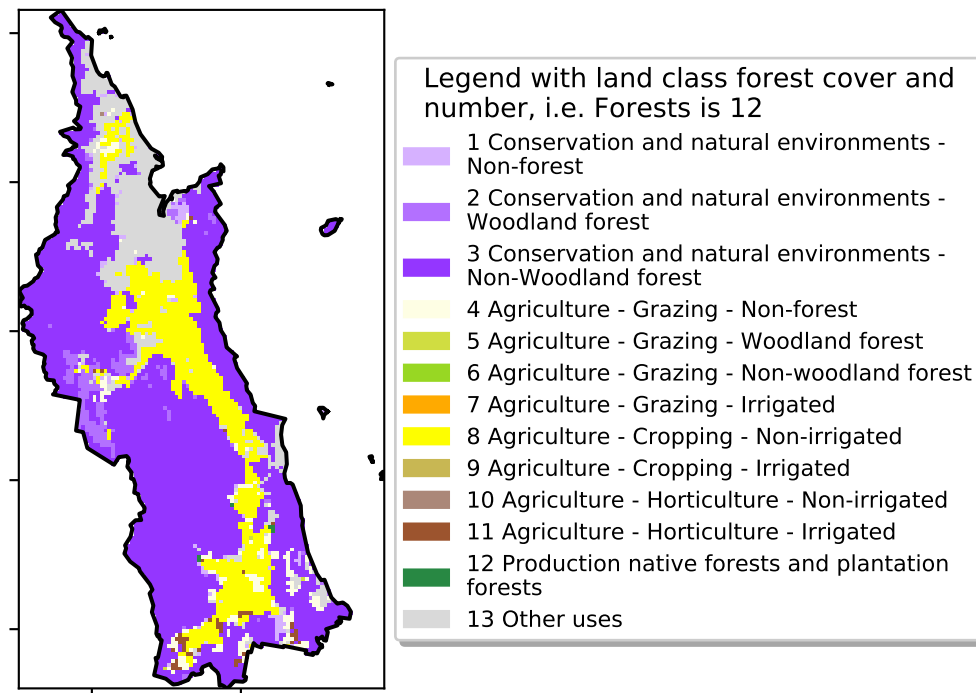 Legend with land class forest cover and
number, i.e. Forests is 12
1 Conservation and natural environments -
Non-forest
2 Conservation and natural environments -
Woodland forest
3 Conservation and natural environments -
Non-Woodland forest
4 Agriculture - Grazing - Non-forest
5 Agriculture - Grazing - Woodland forest
6 Agriculture - Grazing - Non-woodland forest
7 Agriculture - Grazing - Irrigated
8 Agriculture - Cropping - Non-irrigated
9 Agriculture - Cropping - Irrigated
10 Agriculture - Horticulture - Non-irrigated
11 Agriculture - Horticulture - Irrigated
12 Production native forests and plantation
forests
13 Other uses